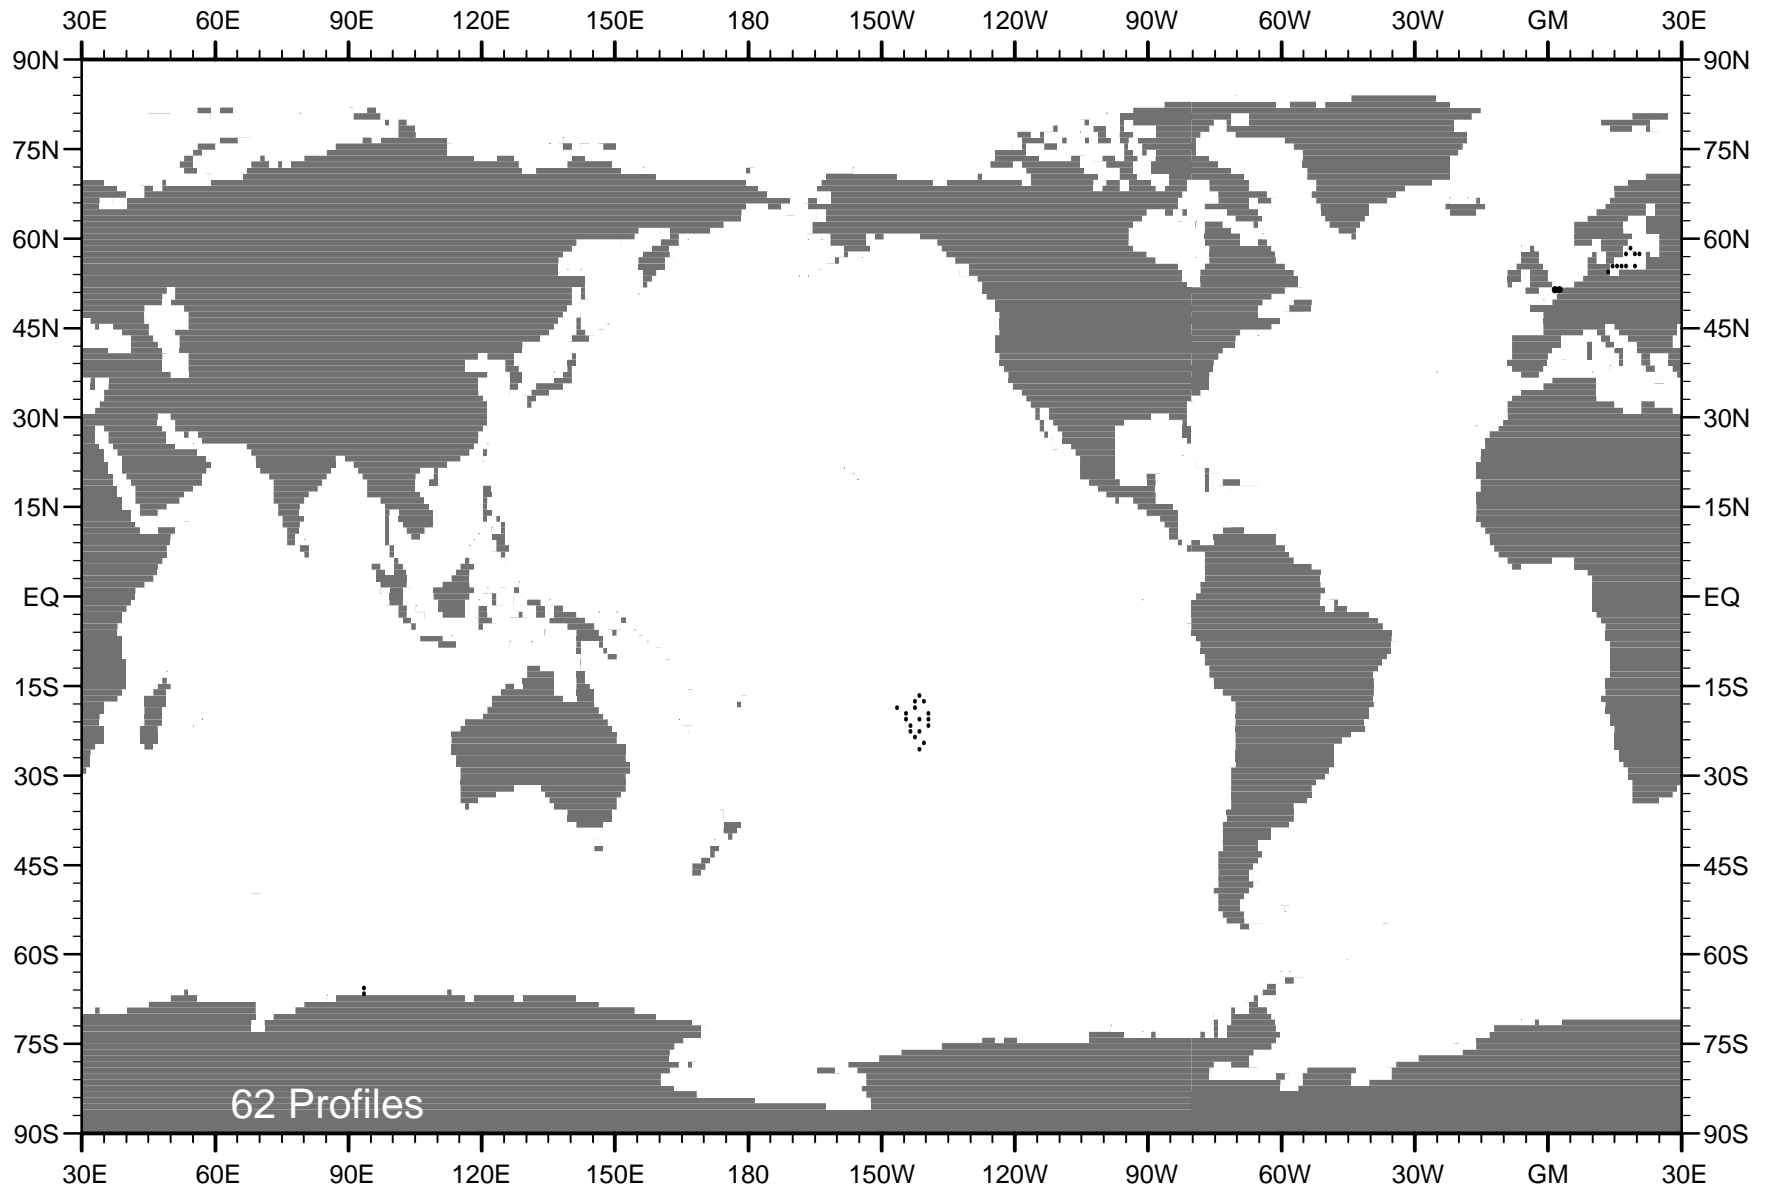 30E 60E 90E 120E 150E 180 150W 120W 90W 60W 30W GM 30E
90N 90N
75N 75N
60N 60N
45N 45N
30N 30N
15N 15N
EQ EQ
15S 15S
30S 30S
45S 45S
60S 60S
75S 75S
62 Profiles
90S 90S
30E 60E 90E 120E 150E 180 150W 120W 90W 60W 30W GM 30E